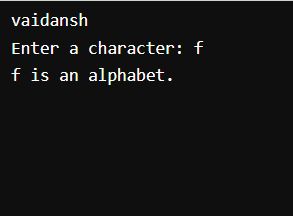 vaidansh
Enter a character: f
f is an alphabet.